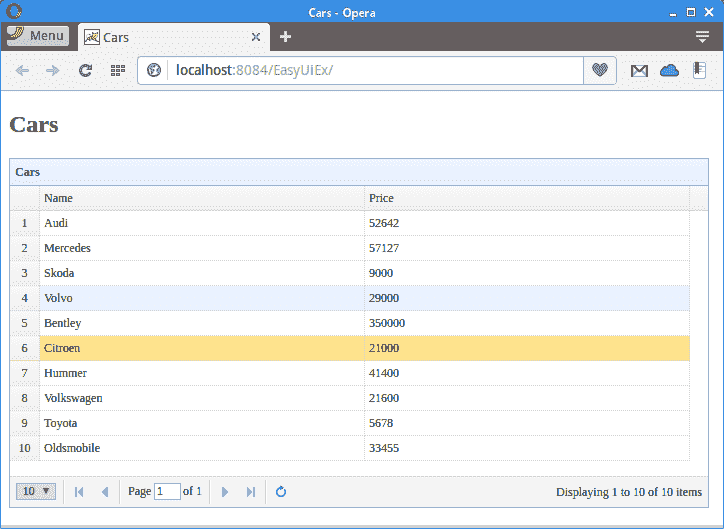 Cars - Opera
Menu Cars
localhost:8084/EasyUiEx/
Cars
Cars
Name Price
1 Audi 52642
2 Mercedes 57127
3 Skoda 9000
4 Volvo 29000
5 Bentley 350000
6 Citroen 21000
7 Hummer 41400
8 Volkswagen 21600
9 Toyota 5678
10 Oldsmobile 33455
10 Page 1 of 1 Displaying 1 to 10 of 10 items